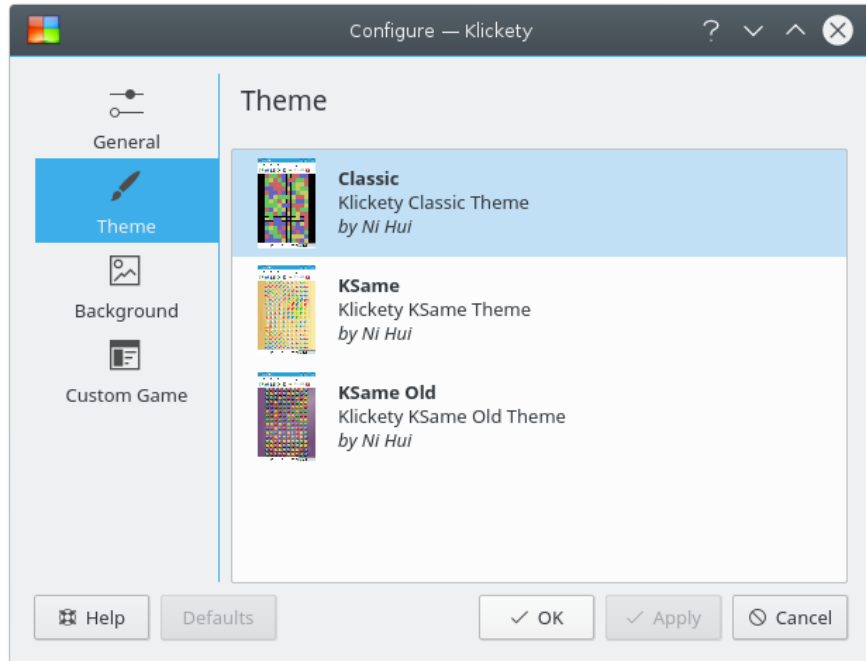 Configure — Klickety
General
Theme
Background
Custom Game
Theme
Classic
Klickety Classic Theme
by Ni Hui
KSame
Klickety KSame Theme
by Ni Hui
KSame Old
Klickety KSame Old Theme
by Ni Hui
Help
Defaults
OK
Apply
Cancel